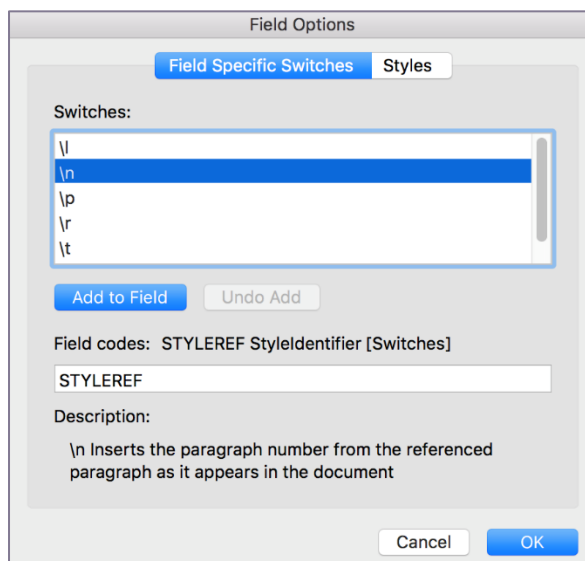 Field Options
Field Specific Switches Styles
Switches:
\l
\n
\p
\r
\t
Add to Field Undo Add
Field codes: STYLEREF StyleIdentifier [Switches]
STYLEREF
Description:
\n Inserts the paragraph number from the referenced
paragraph as it appears in the document
Cancel OK